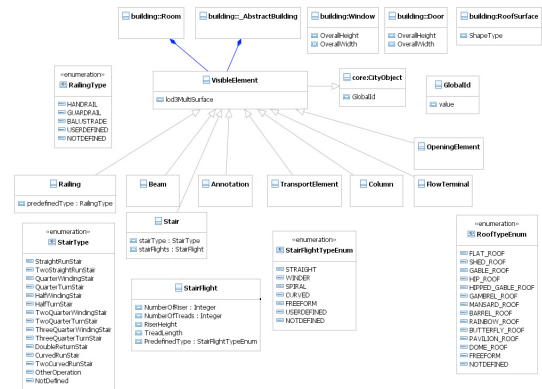 building::Room
building::_AbstractBuilding
building:Window
OverallHeight
OverallWidth
building::Door
OverallHeight
OverallWidth
building:RoofSurface
ShapeType
«enumeration»
RailingType
HANDRAIL
GUARDRAIL
BALUSTRADE
USERDEFINED
NOTDEFINED
VisibleElement
lod3MultiSurface
core:CityObject
GlobalId
GlobalId
value
OpeningElement
Railing
predefinedType : RailingType
Beam
Annotation
TransportElement
Column
FlowTerminal
Stair
stairType : StairType
stairFlights : StairFlight
«enumeration»
StairType
StraightRunStair
TwoStraightRunStair
QuarterWindingStair
QuarterTurnStair
HalfWindingStair
HalfTurnStair
TwoQuarterWindingStair
TwoQuarterTurnStair
ThreeQuarterWindingStair
ThreeQuarterTurnStair
DoubleReturnStair
CurvedRunStair
TwoCurvedRunStair
OtherOperation
NotDefined
StairFlight
NumberOfRiser : Integer
NumberOfTreads : Integer
RiserHeight
TreadLength
PredefinedType : StairFlightTypeEnum
«enumeration»
StairFlightTypeEnum
STRAIGHT
WINDER
SPIRAL
CURVED
FREEFORM
USERDEFINED
NOTDEFINED
«enumeration»
RoofTypeEnum
FLAT_ROOF
SHED_ROOF
GABLE_ROOF
HIP_ROOF
HIPPED_GABLE_ROOF
GAMBREL_ROOF
MANSARD_ROOF
BARREL_ROOF
RAINBOW_ROOF
BUTTERFLY_ROOF
PAVILION_ROOF
DOME_ROOF
FREEFORM
NOTDEFINED